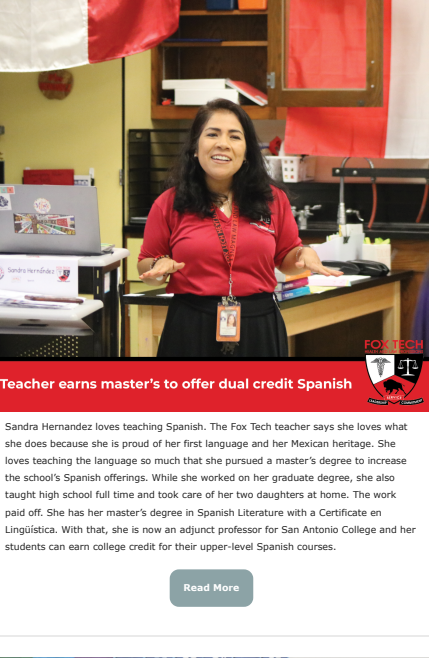 Sandra Hernández
FOX TECH
SERVICE
LEADERSHIP
COMMITMENT
Teacher earns master's to offer dual credit Spanish
Sandra Hernandez loves teaching Spanish. The Fox Tech teacher says she loves what
she does because she is proud of her first language and her Mexican heritage. She
loves teaching the language so much that she pursued a master's degree to increase
the school's Spanish offerings. While she worked on her graduate degree, she also
taught high school full time and took care of her two daughters at home. The work
paid off. She has her master's degree in Spanish Literature with a Certificate en
Lingüística. With that, she is now an adjunct professor for San Antonio College and her
students can earn college credit for their upper-level Spanish courses.
Read More